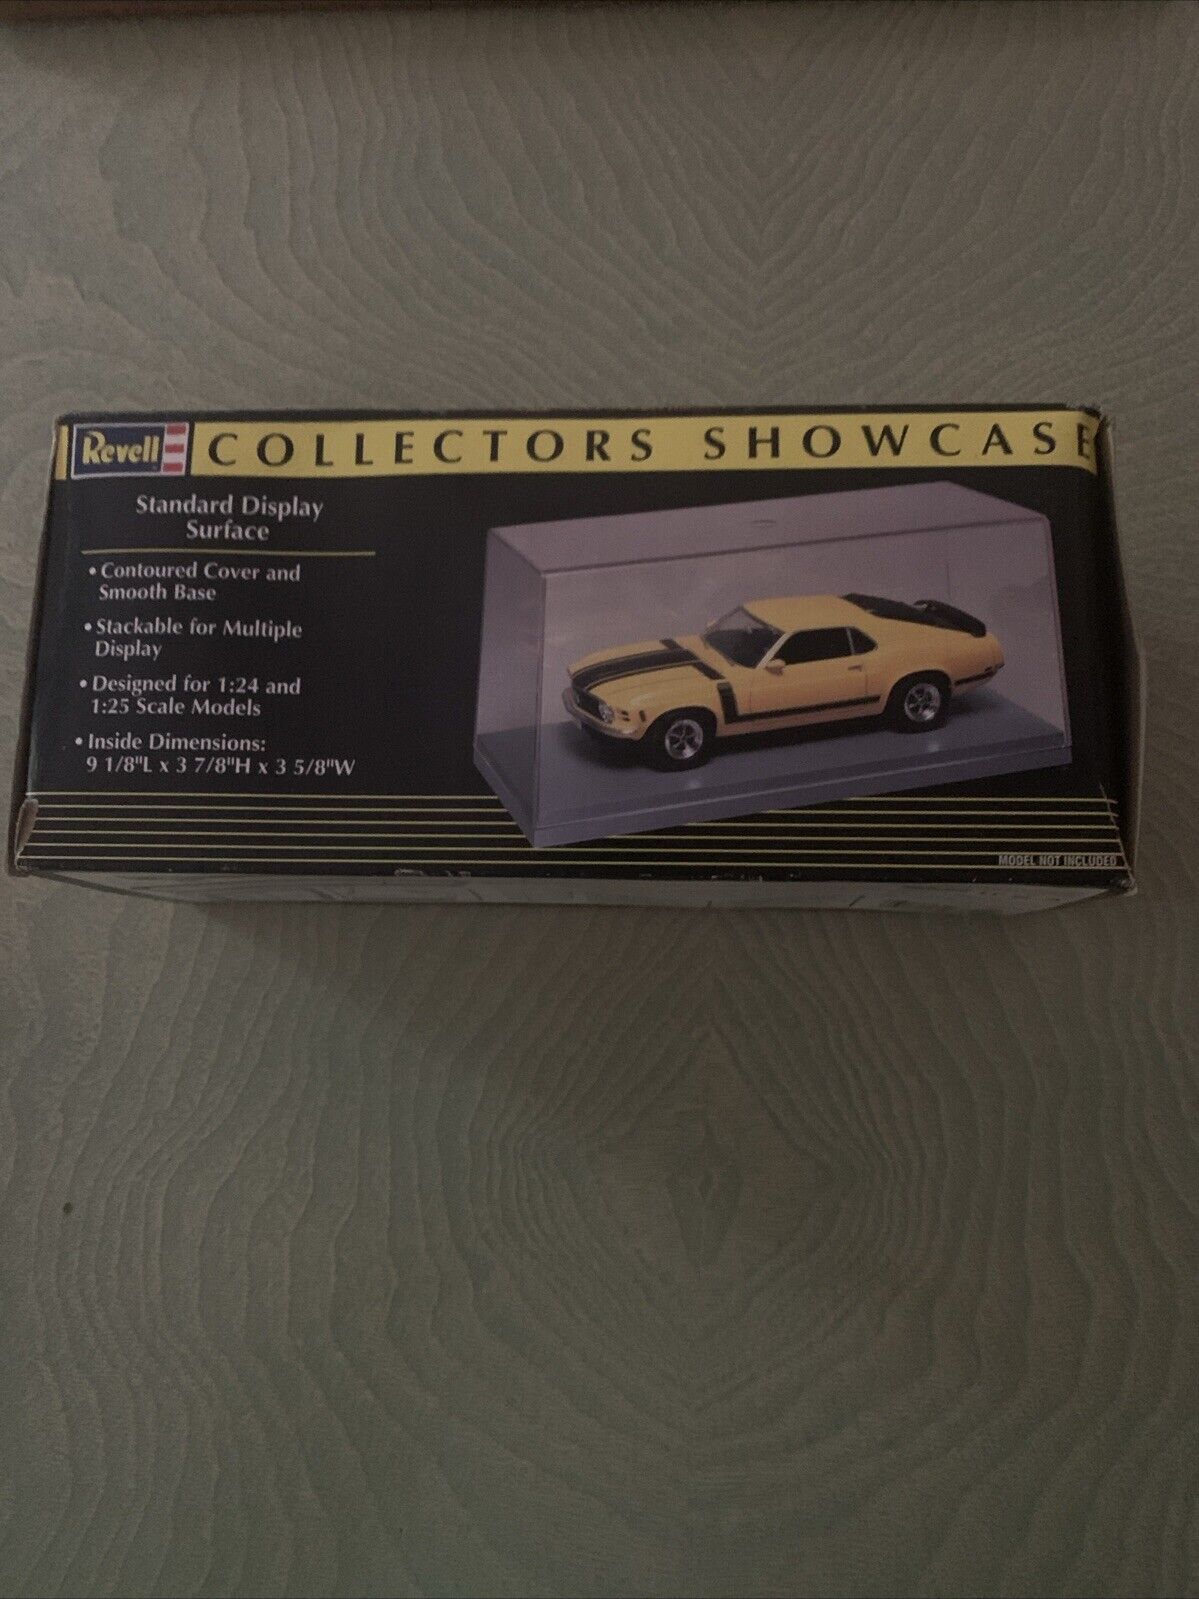 Revell
COLLECTORS SHOWCASE
Standard Display
Surface
• Contoured Cover and
Smooth Base
• Stackable for Multiple
Display
• Designed for 1:24 and
1:25 Scale Models
• Inside Dimensions:
9 1/8"L x 3 7/8"H x 3 5/8"W
MODEL NOT INCLUDED